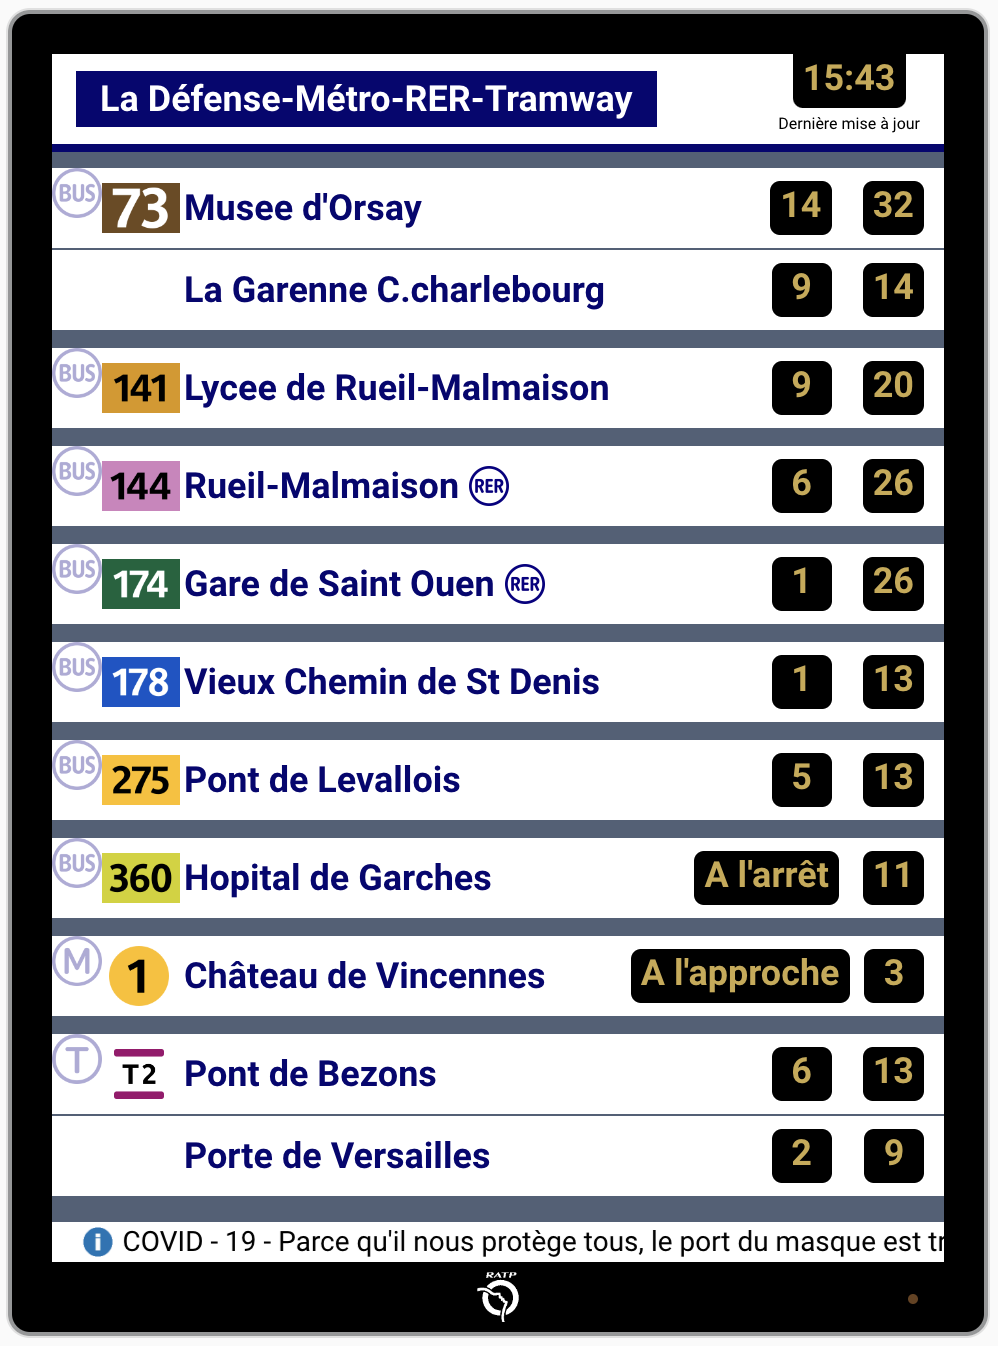 La Défense-Métro-RER-Tramway 15:43
Dernière mise à jour
BUS 73 Musee d'Orsay 14 32
La Garenne C.charlebourg 9 14
BUS 141 Lycee de Rueil-Malmaison 9 20
BUS 144 Rueil-Malmaison RER 6 26
BUS 174 Gare de Saint Ouen RER 1 26
BUS 178 Vieux Chemin de St Denis 1 13
BUS 275 Pont de Levallois 5 13
BUS 360 Hopital de Garches A l'arrêt 11
M 1 Château de Vincennes A l'approche 3
T T2 Pont de Bezons 6 13
Porte de Versailles 2 9
i COVID - 19 - Parce qu'il nous protège tous, le port du masque est tr
RATP